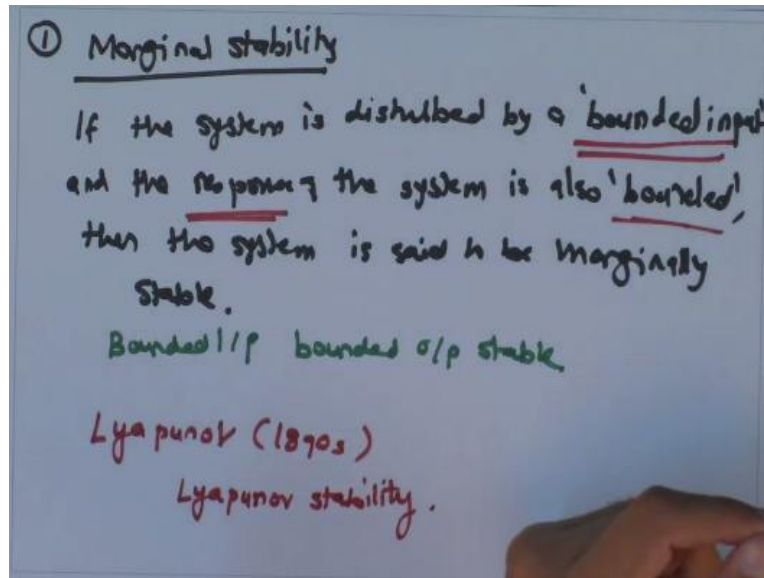 ① Marginal stability
If the system is distulbed by a 'bounded input'
and the response of the system is also 'bounded',
then the system is said to be marginally
stable.
Bounded I/p bounded o/p stable.
Lyapunov (1890s)
Lyapunov stability.